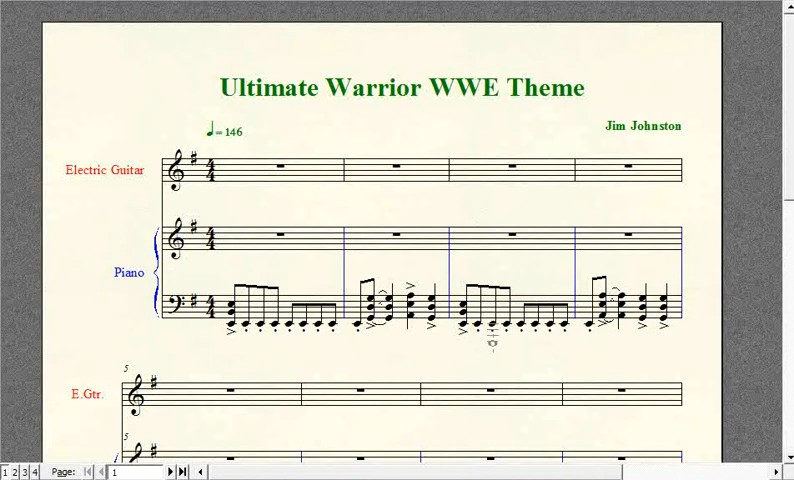 Ultimate Warrior WWE Theme
= 146
Jim Johnston
Electric Guitar
Piano
5
E.Gtr.
5
1 2 3 4 Page: 1